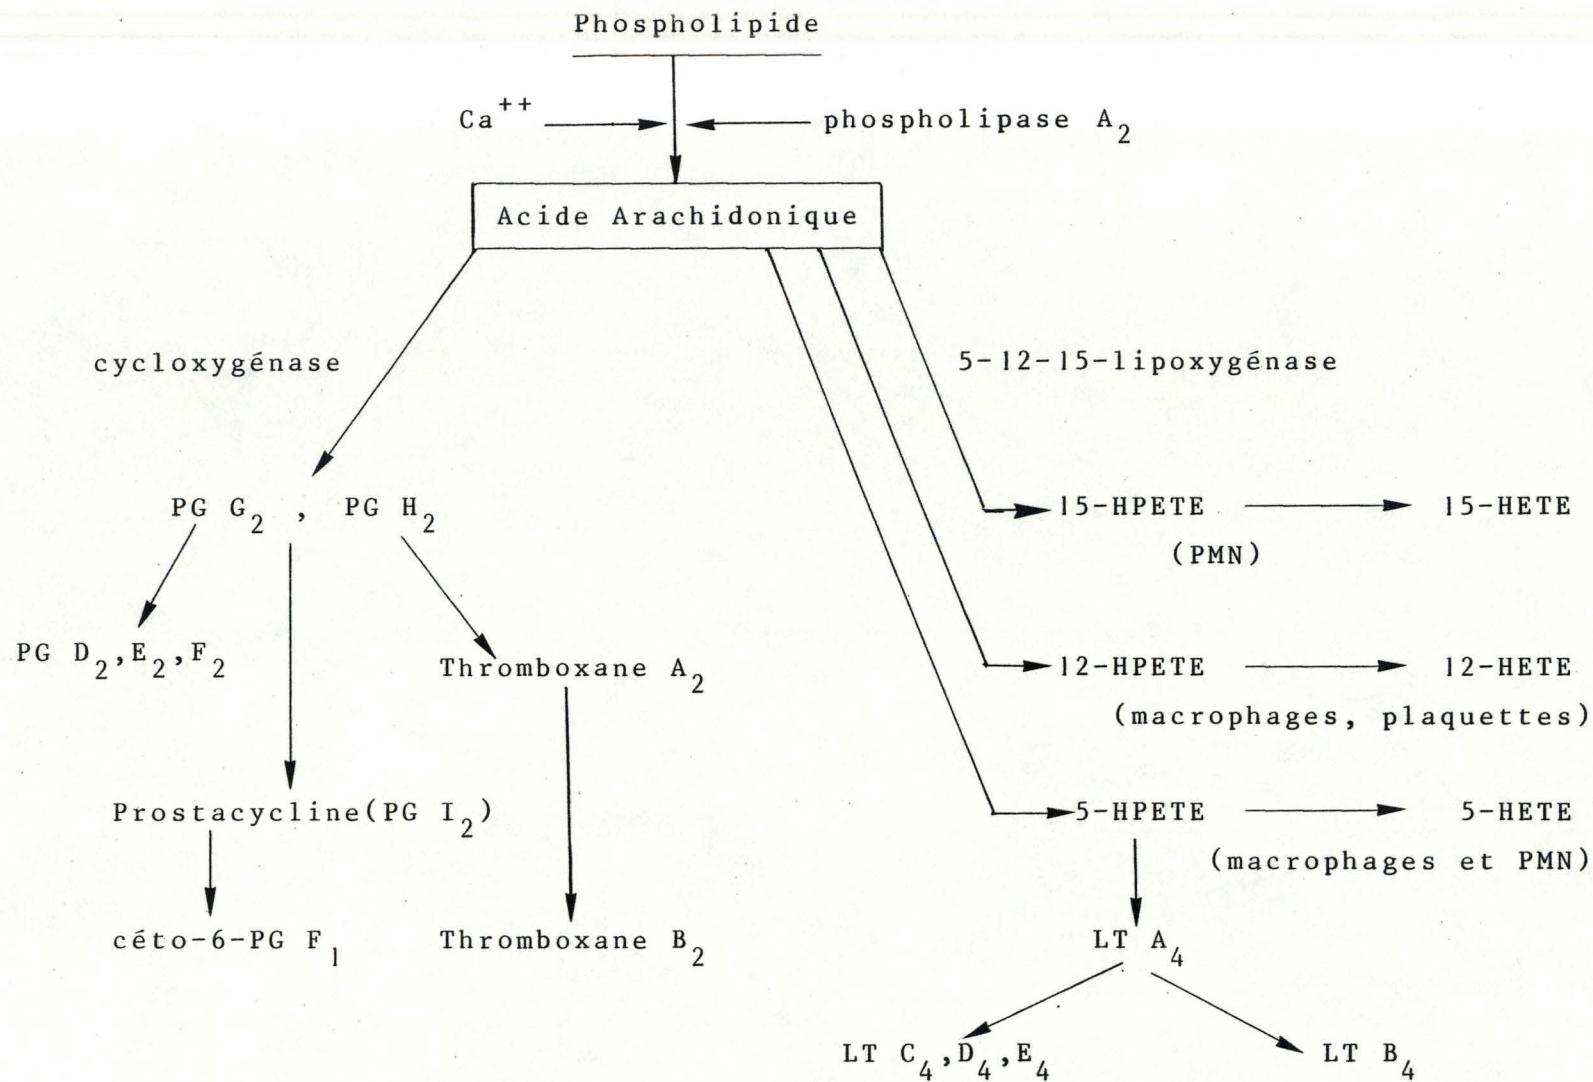 Phospholipide
Ca++ phospholipase A2
Acide Arachidonique
cycloxygénase 5-12-15-lipoxygénase
PG G2 , PG H2 15-HPETE 15-HETE
(PMN)
PG D2,E2,F2 Thromboxane A2 12-HPETE 12-HETE
(macrophages, plaquettes)
Prostacycline(PG I2) 5-HPETE 5-HETE
(macrophages et PMN)
céto-6-PG F1 Thromboxane B2 LT A4
LT C4,D4,E4 LT B4